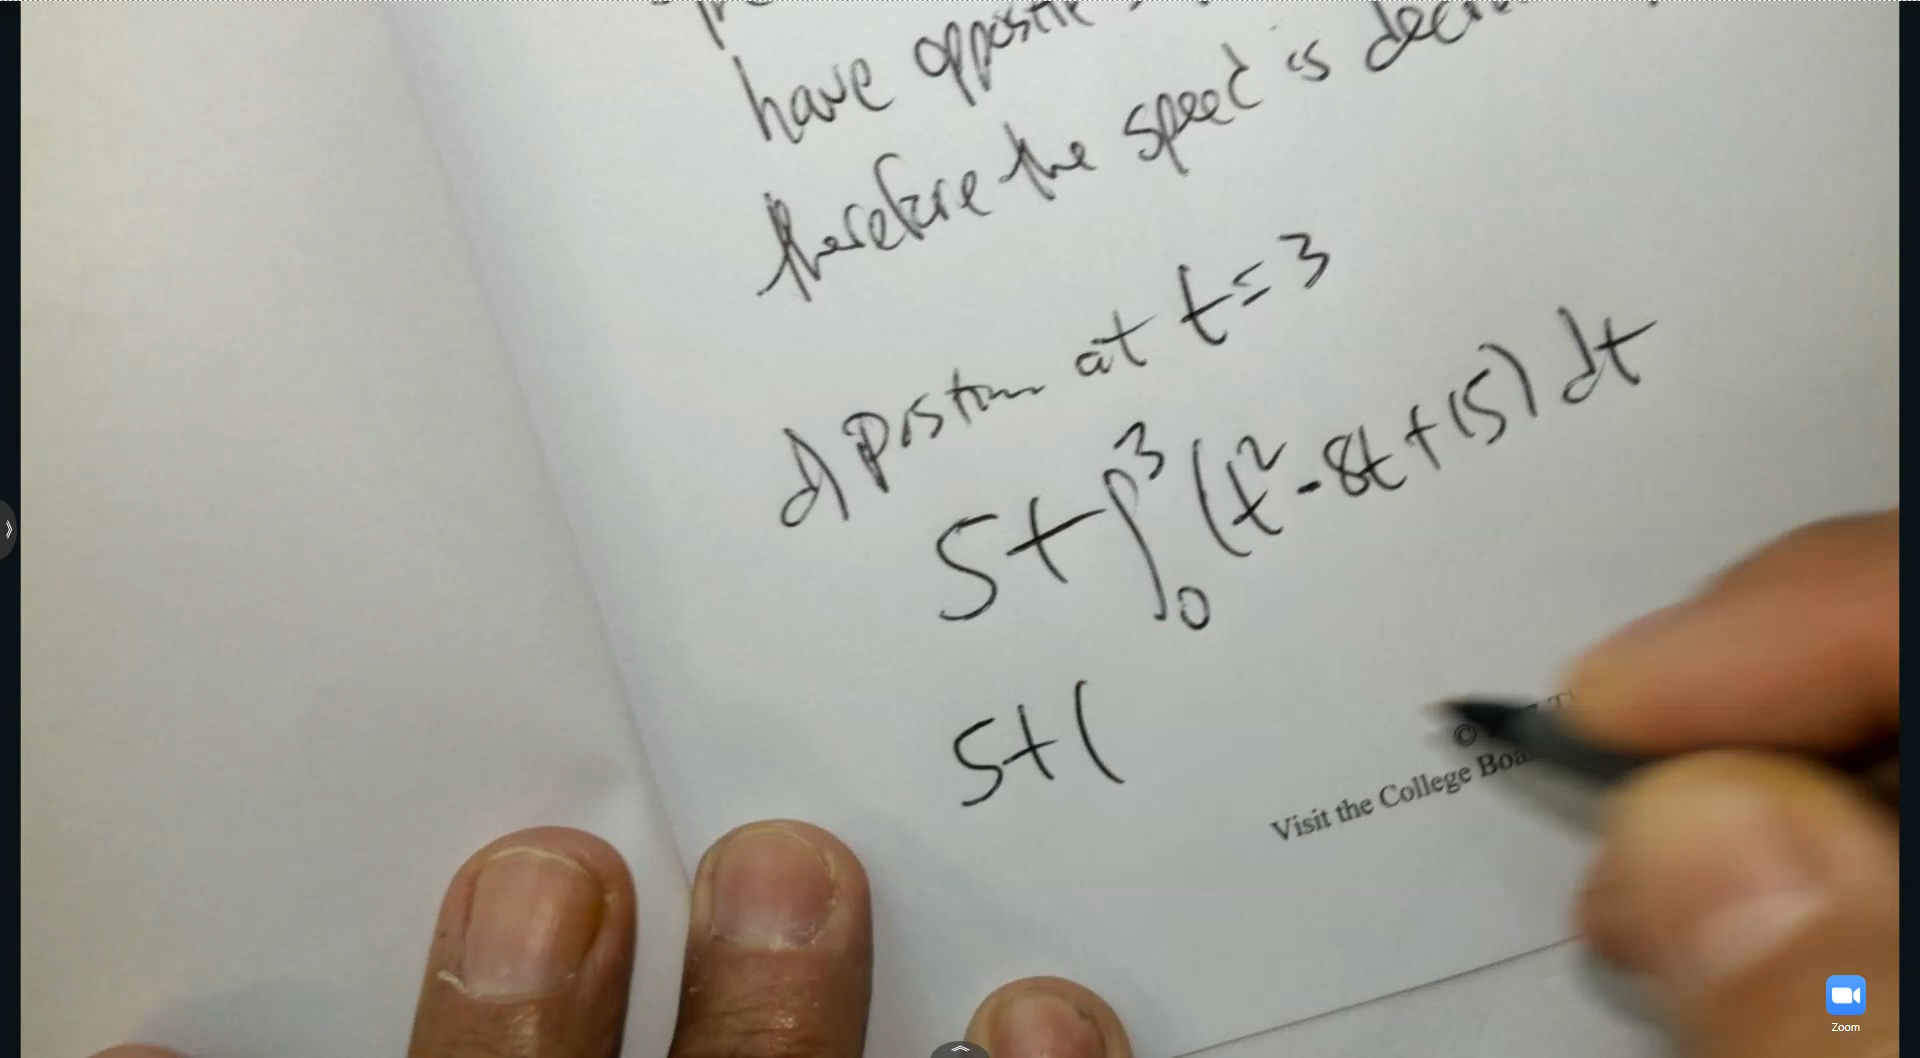 have opposite
therefore the speed is
d) Position at t = 3
5 + ∫₀³ (t² - 8t + 15) dt
5 + (
©
Visit the College Boa
Zoom